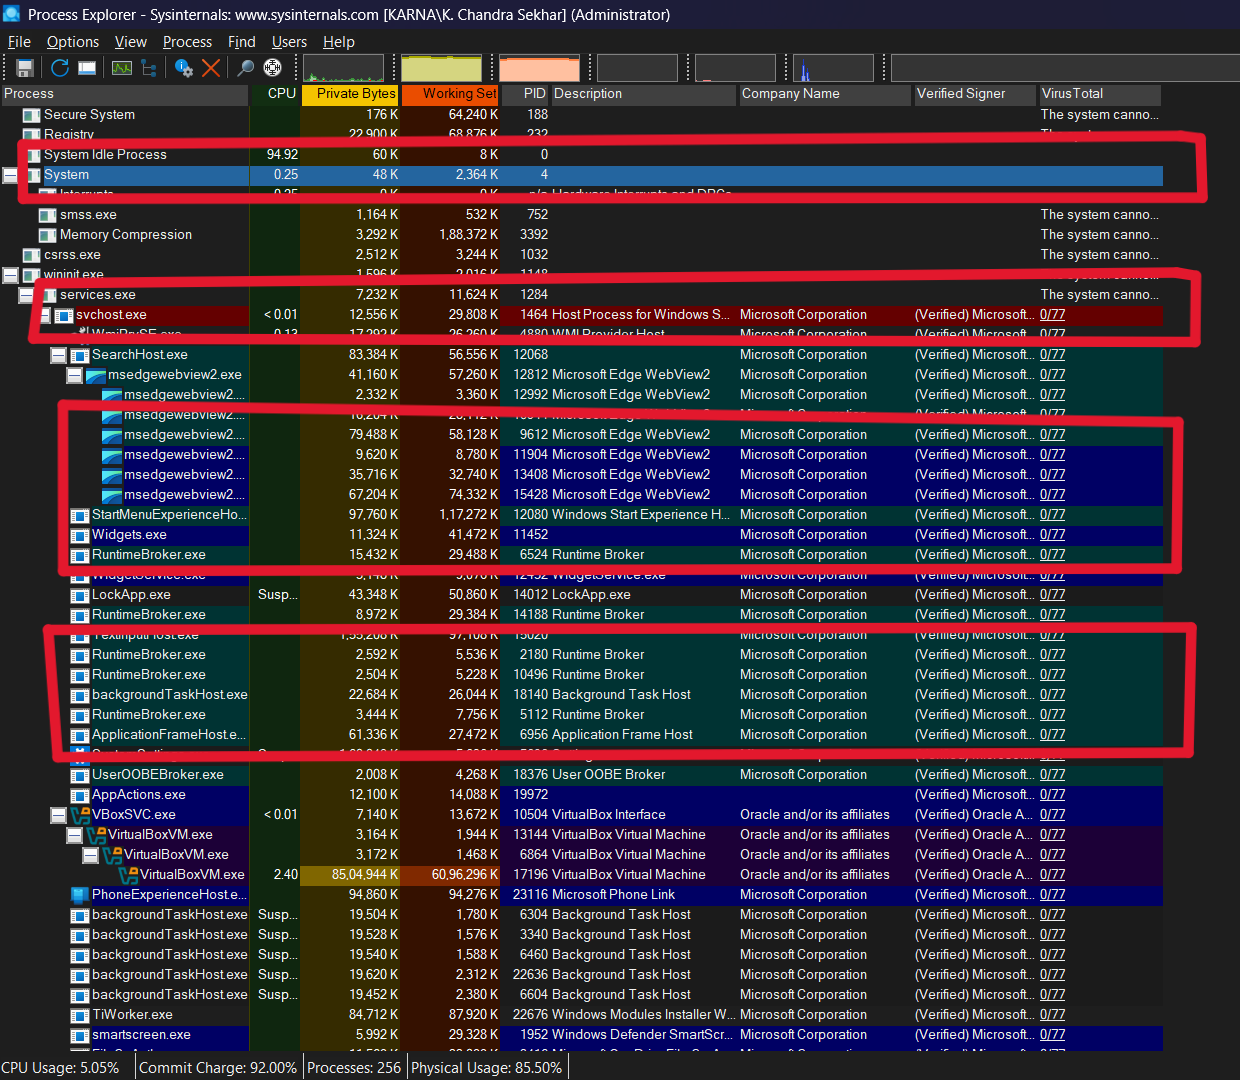 Process Explorer - Sysinternals: www.sysinternals.com [KARNA\K. Chandra Sekhar] (Administrator)
File Options View Process Find Users Help
Process CPU Private Bytes Working Set PID Description Company Name Verified Signer VirusTotal
Secure System 176 K 64,240 K 188 The system canno...
Registry 22,900 K 68,876 K 232
System Idle Process 94.92 60 K 8 K 0
System 0.25 48 K 2,364 K 4
Interrupts 0.25 0 K 0 K n/a Hardware Interrupts and DPCs
smss.exe 1,164 K 532 K 752 The system canno...
Memory Compression 3,292 K 1,88,372 K 3392 The system canno...
csrss.exe 2,512 K 3,244 K 1032 The system canno...
wininit.exe 1,596 K 2,016 K 1148
services.exe 7,232 K 11,624 K 1284 The system canno...
svchost.exe < 0.01 12,556 K 29,808 K 1464 Host Process for Windows S... Microsoft Corporation (Verified) Microsoft... 0/77
WmiPrvSE.exe 0.13 17,292 K 26,260 K 4880 WMI Provider Host Microsoft Corporation (Verified) Microsoft... 0/77
SearchHost.exe 83,384 K 56,556 K 12068 Microsoft Corporation (Verified) Microsoft... 0/77
msedgewebview2.exe 41,160 K 57,260 K 12812 Microsoft Edge WebView2 Microsoft Corporation (Verified) Microsoft... 0/77
msedgewebview2.... 2,332 K 3,360 K 12992 Microsoft Edge WebView2 Microsoft Corporation (Verified) Microsoft... 0/77
msedgewebview2.... Microsoft Edge WebView2 Microsoft Corporation (Verified) Microsoft... 0/77
msedgewebview2.... 79,488 K 58,128 K 9612 Microsoft Edge WebView2 Microsoft Corporation (Verified) Microsoft... 0/77
msedgewebview2.... 9,620 K 8,780 K 11904 Microsoft Edge WebView2 Microsoft Corporation (Verified) Microsoft... 0/77
msedgewebview2.... 35,716 K 32,740 K 13408 Microsoft Edge WebView2 Microsoft Corporation (Verified) Microsoft... 0/77
msedgewebview2.... 67,204 K 74,332 K 15428 Microsoft Edge WebView2 Microsoft Corporation (Verified) Microsoft... 0/77
StartMenuExperienceHo... 97,760 K 1,17,272 K 12080 Windows Start Experience H... Microsoft Corporation (Verified) Microsoft... 0/77
Widgets.exe 11,324 K 41,472 K 11452 Microsoft Corporation (Verified) Microsoft... 0/77
RuntimeBroker.exe 15,432 K 29,488 K 6524 Runtime Broker Microsoft Corporation (Verified) Microsoft... 0/77
WidgetService.exe WidgetService.exe Microsoft Corporation (Verified) Microsoft... 0/77
LockApp.exe Susp... 43,348 K 50,860 K 14012 LockApp.exe Microsoft Corporation (Verified) Microsoft... 0/77
RuntimeBroker.exe 8,972 K 29,384 K 14188 Runtime Broker Microsoft Corporation (Verified) Microsoft... 0/77
TextInputHost.exe Microsoft Corporation (Verified) Microsoft... 0/77
RuntimeBroker.exe 2,592 K 5,536 K 2180 Runtime Broker Microsoft Corporation (Verified) Microsoft... 0/77
RuntimeBroker.exe 2,504 K 5,228 K 10496 Runtime Broker Microsoft Corporation (Verified) Microsoft... 0/77
backgroundTaskHost.exe 22,684 K 26,044 K 18140 Background Task Host Microsoft Corporation (Verified) Microsoft... 0/77
RuntimeBroker.exe 3,444 K 7,756 K 5112 Runtime Broker Microsoft Corporation (Verified) Microsoft... 0/77
ApplicationFrameHost.e... 61,336 K 27,472 K 6956 Application Frame Host Microsoft Corporation (Verified) Microsoft... 0/77
UserOOBEBroker.exe 2,008 K 4,268 K 18376 User OOBE Broker Microsoft Corporation (Verified) Microsoft... 0/77
AppActions.exe 12,100 K 14,088 K 19972 (Verified) Microsoft... 0/77
VBoxSVC.exe < 0.01 7,140 K 13,672 K 10504 VirtualBox Interface Oracle and/or its affiliates (Verified) Oracle A... 0/77
VirtualBoxVM.exe 3,164 K 1,944 K 13144 VirtualBox Virtual Machine Oracle and/or its affiliates (Verified) Oracle A... 0/77
VirtualBoxVM.exe 3,172 K 1,468 K 6864 VirtualBox Virtual Machine Oracle and/or its affiliates (Verified) Oracle A... 0/77
VirtualBoxVM.exe 2.40 85,04,944 K 60,96,296 K 17196 VirtualBox Virtual Machine Oracle and/or its affiliates (Verified) Oracle A... 0/77
PhoneExperienceHost.e... 94,860 K 94,276 K 23116 Microsoft Phone Link Microsoft Corporation (Verified) Microsoft... 0/77
backgroundTaskHost.exe Susp... 19,504 K 1,780 K 6304 Background Task Host Microsoft Corporation (Verified) Microsoft... 0/77
backgroundTaskHost.exe Susp... 19,528 K 1,576 K 3340 Background Task Host Microsoft Corporation (Verified) Microsoft... 0/77
backgroundTaskHost.exe Susp... 19,540 K 1,588 K 6460 Background Task Host Microsoft Corporation (Verified) Microsoft... 0/77
backgroundTaskHost.exe Susp... 19,620 K 2,312 K 22636 Background Task Host Microsoft Corporation (Verified) Microsoft... 0/77
backgroundTaskHost.exe Susp... 19,452 K 2,380 K 6604 Background Task Host Microsoft Corporation (Verified) Microsoft... 0/77
TiWorker.exe 84,712 K 87,920 K 22676 Windows Modules Installer W... Microsoft Corporation (Verified) Microsoft... 0/77
smartscreen.exe 5,992 K 29,328 K 1952 Windows Defender SmartScr... Microsoft Corporation (Verified) Microsoft... 0/77
CPU Usage: 5.05% Commit Charge: 92.00% Processes: 256 Physical Usage: 85.50%